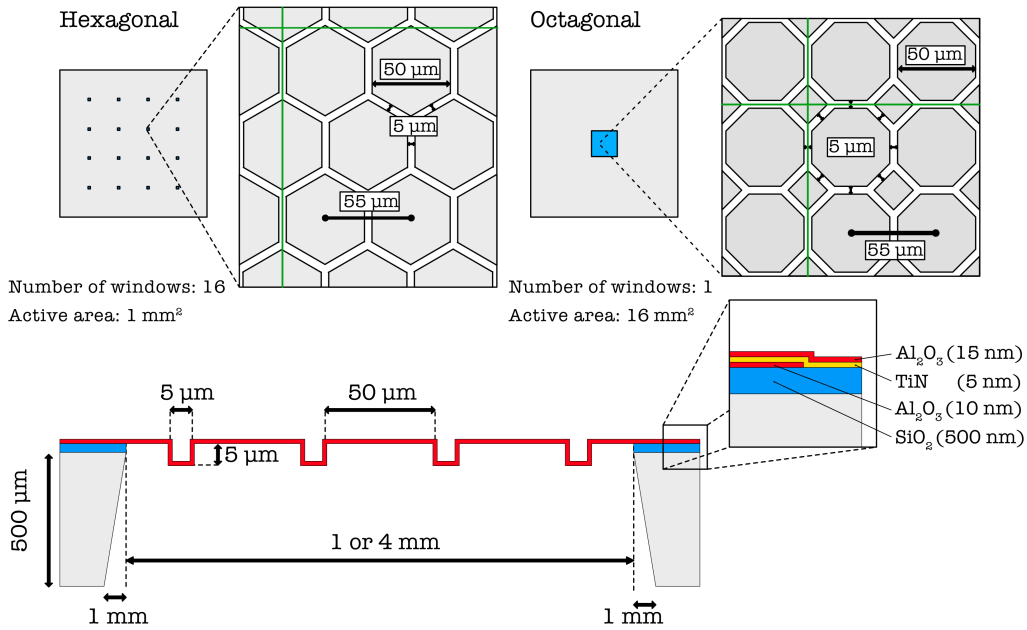 Hexagonal
50 µm
5 µm
55 µm
Number of windows: 16
Active area: 1 mm²
Octagonal
50 µm
5 µm
55 µm
Number of windows: 1
Active area: 16 mm²
Al₂O₃ (15 nm)
TiN (5 nm)
Al₂O₃ (10 nm)
SiO₂ (500 nm)
5 µm
50 µm
5 µm
500 µm
1 or 4 mm
1 mm
1 mm